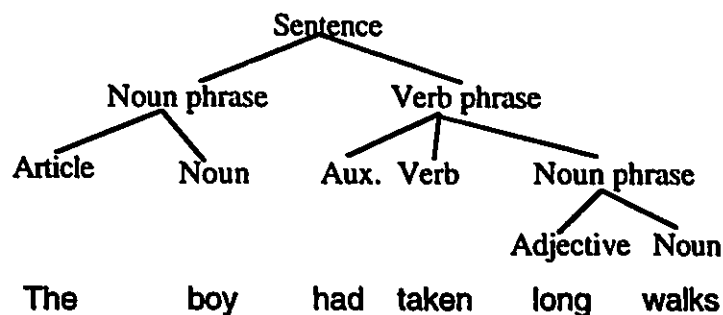 Sentence
Noun phrase Verb phrase
Article Noun Aux. Verb Noun phrase
Adjective Noun
The boy had taken long walks